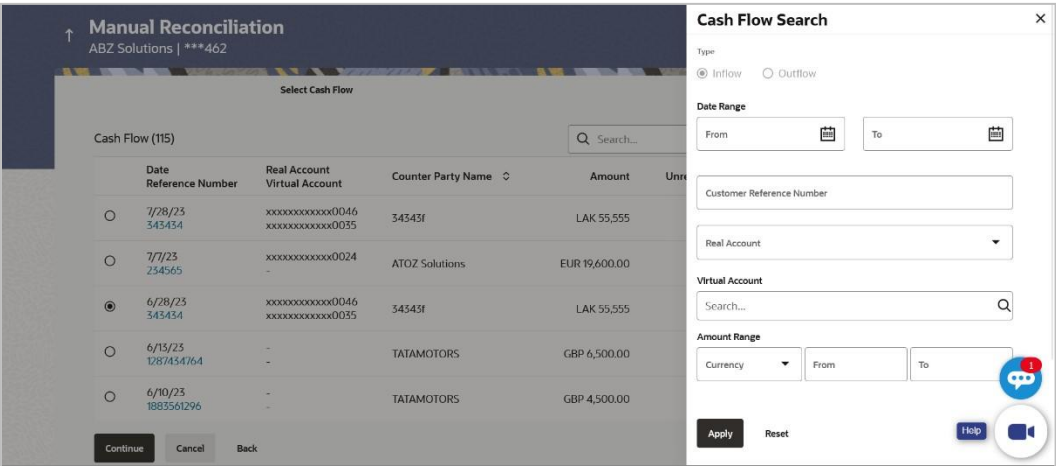 Manual Reconciliation
ABZ Solutions | ***462
Select Cash Flow
Cash Flow (115)
Search...
Date
Reference Number
Real Account
Virtual Account
Counter Party Name
Amount
7/28/23
343434
xxxxxxxxxxxx0046
xxxxxxxxxxxx0035
34343f
LAK 55,555
7/7/23
234565
xxxxxxxxxxxx0024
-
ATOZ Solutions
EUR 19,600.00
6/28/23
343434
xxxxxxxxxxxx0046
xxxxxxxxxxxx0035
34343f
LAK 55,555
6/13/23
1287434764
-
-
TATAMOTORS
GBP 6,500.00
6/10/23
1883561296
-
-
TATAMOTORS
GBP 4,500.00
Continue
Cancel
Back
Cash Flow Search
Type
Inflow
Outflow
Date Range
From
To
Customer Reference Number
Real Account
Virtual Account
Search...
Amount Range
Currency
From
To
1
Apply
Reset
Help